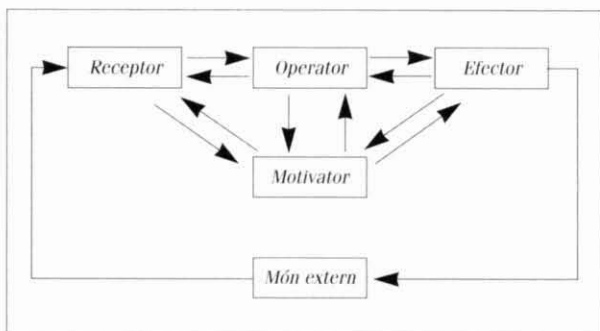 Receptor
Operator
Efector
Motivator
Món extern